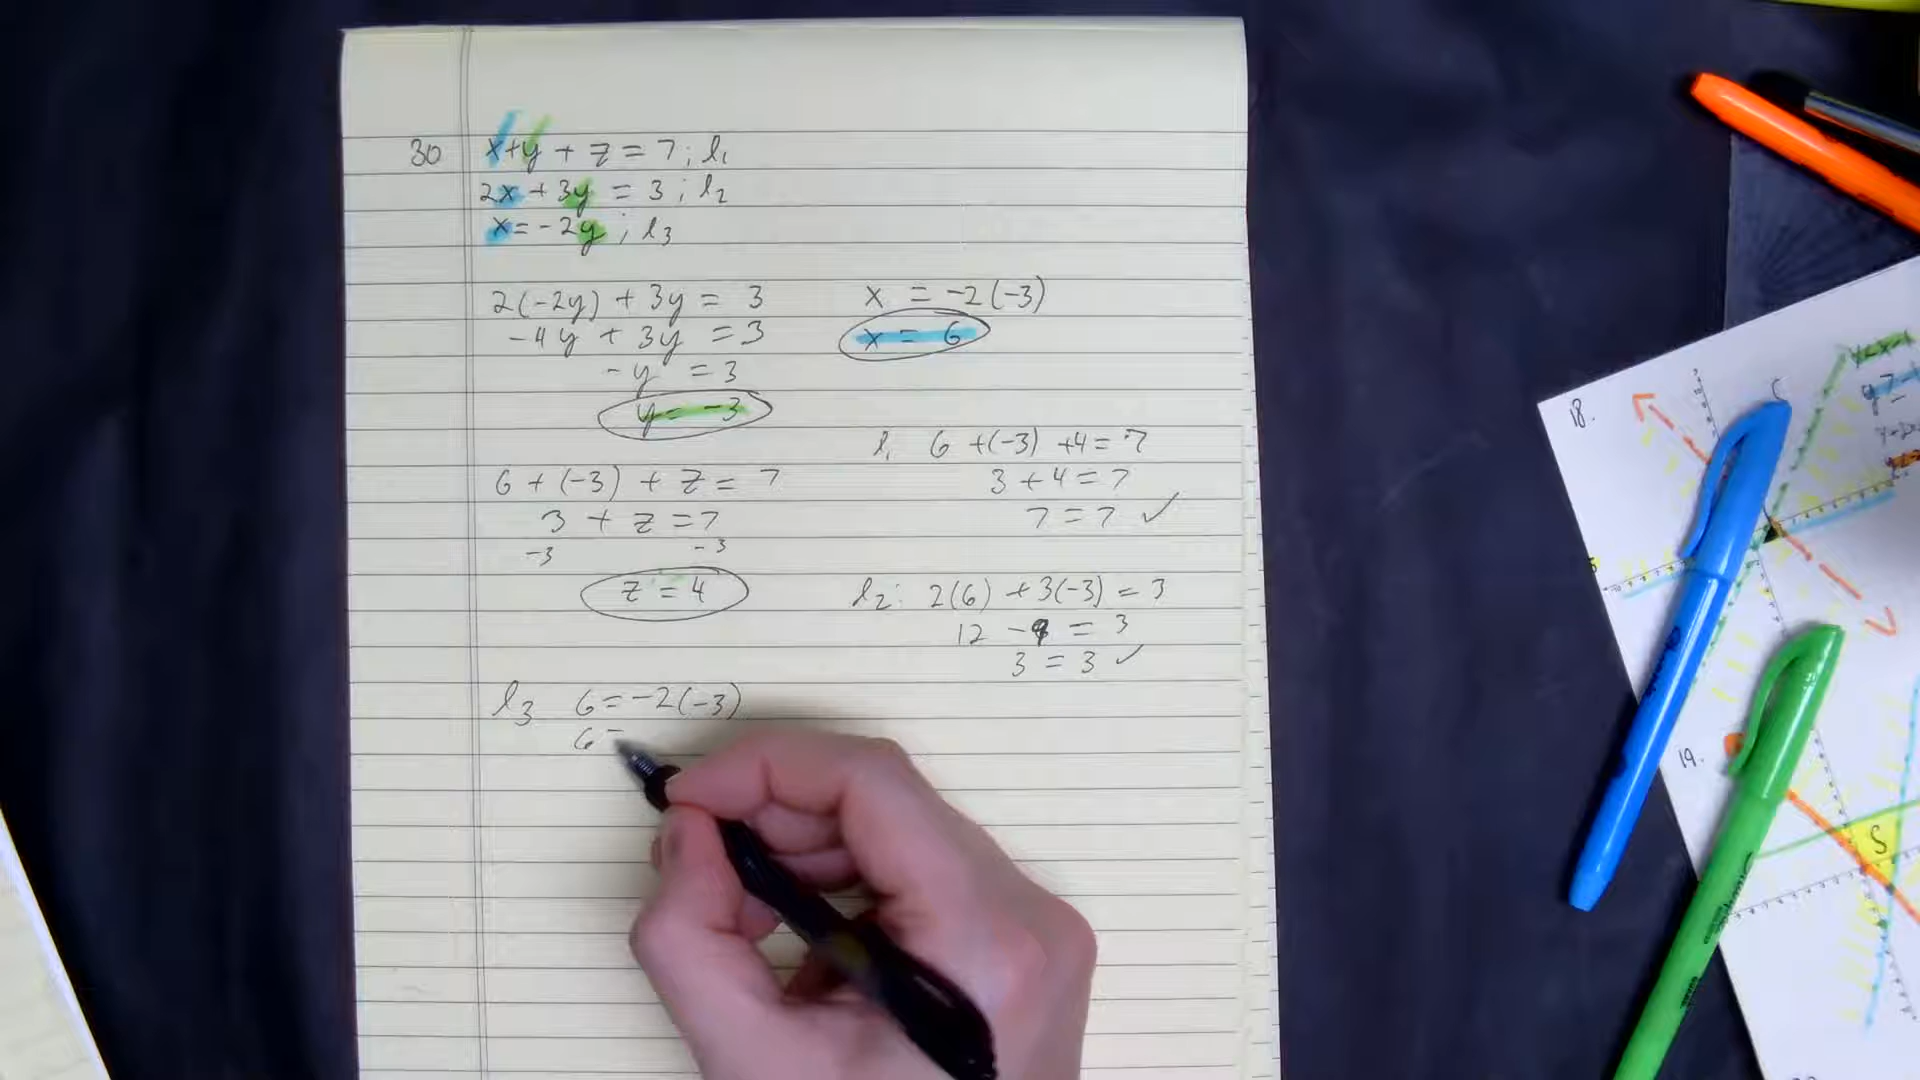 30
x+y + z = 7 ; l₁
2x + 3y = 3 ; l₂
x = -2y ; l₃
2(-2y) + 3y = 3
-4y + 3y = 3
-y = 3
y = -3
x = -2(-3)
x = 6
6 + (-3) + z = 7
3 + z = 7
-3 -3
z = 4
l₁ 6 +(-3) +4 = 7
3 + 4 = 7
7 = 7 ✓
l₂: 2(6) + 3(-3) = 3
12 - 9 = 3
3 = 3 ✓
l₃ 6 = -2(-3)
6 =
18.
19.
S